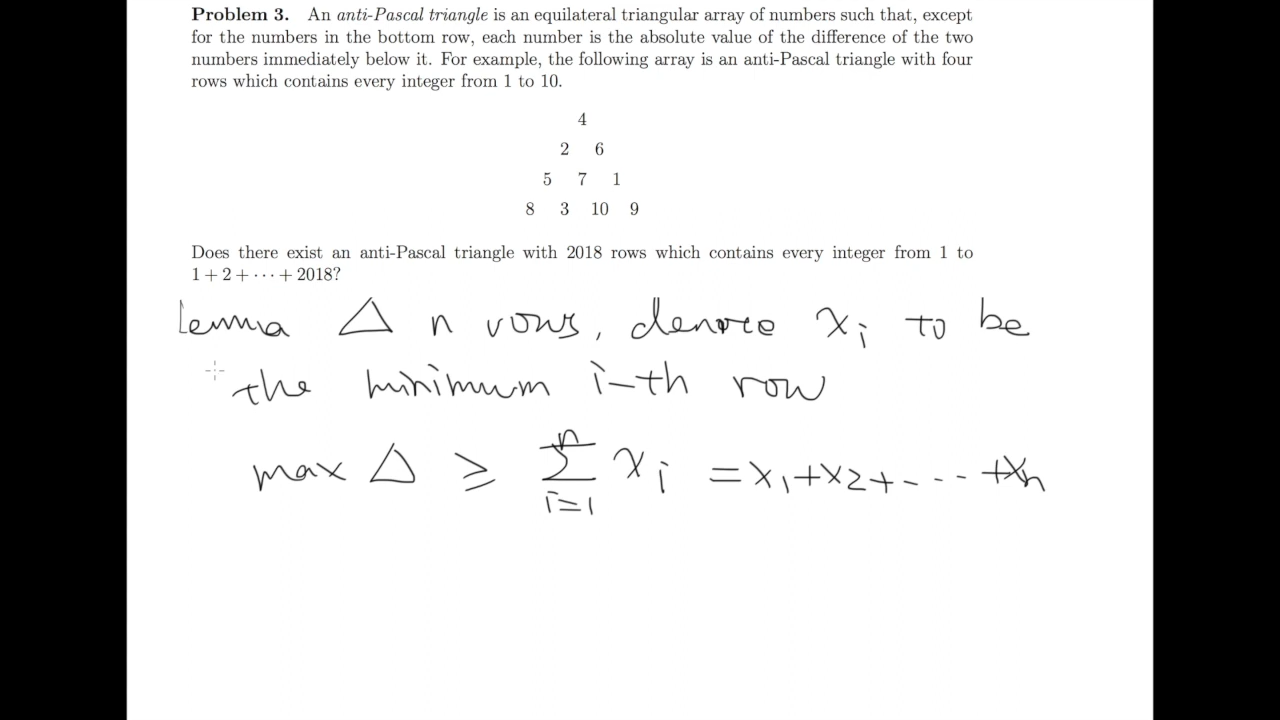 Problem 3. An anti-Pascal triangle is an equilateral triangular array of numbers such that, except
for the numbers in the bottom row, each number is the absolute value of the difference of the two
numbers immediately below it. For example, the following array is an anti-Pascal triangle with four
rows which contains every integer from 1 to 10.
4
2 6
5 7 1
8 3 10 9
Does there exist an anti-Pascal triangle with 2018 rows which contains every integer from 1 to
1 + 2 + ⋯ + 2018?
Lemma △ n rows, denote x_i to be
the minimum i-th row
max △ ≥ ∑_{i=1}^{n} x_i = x_1 + x_2 + ---- + x_n